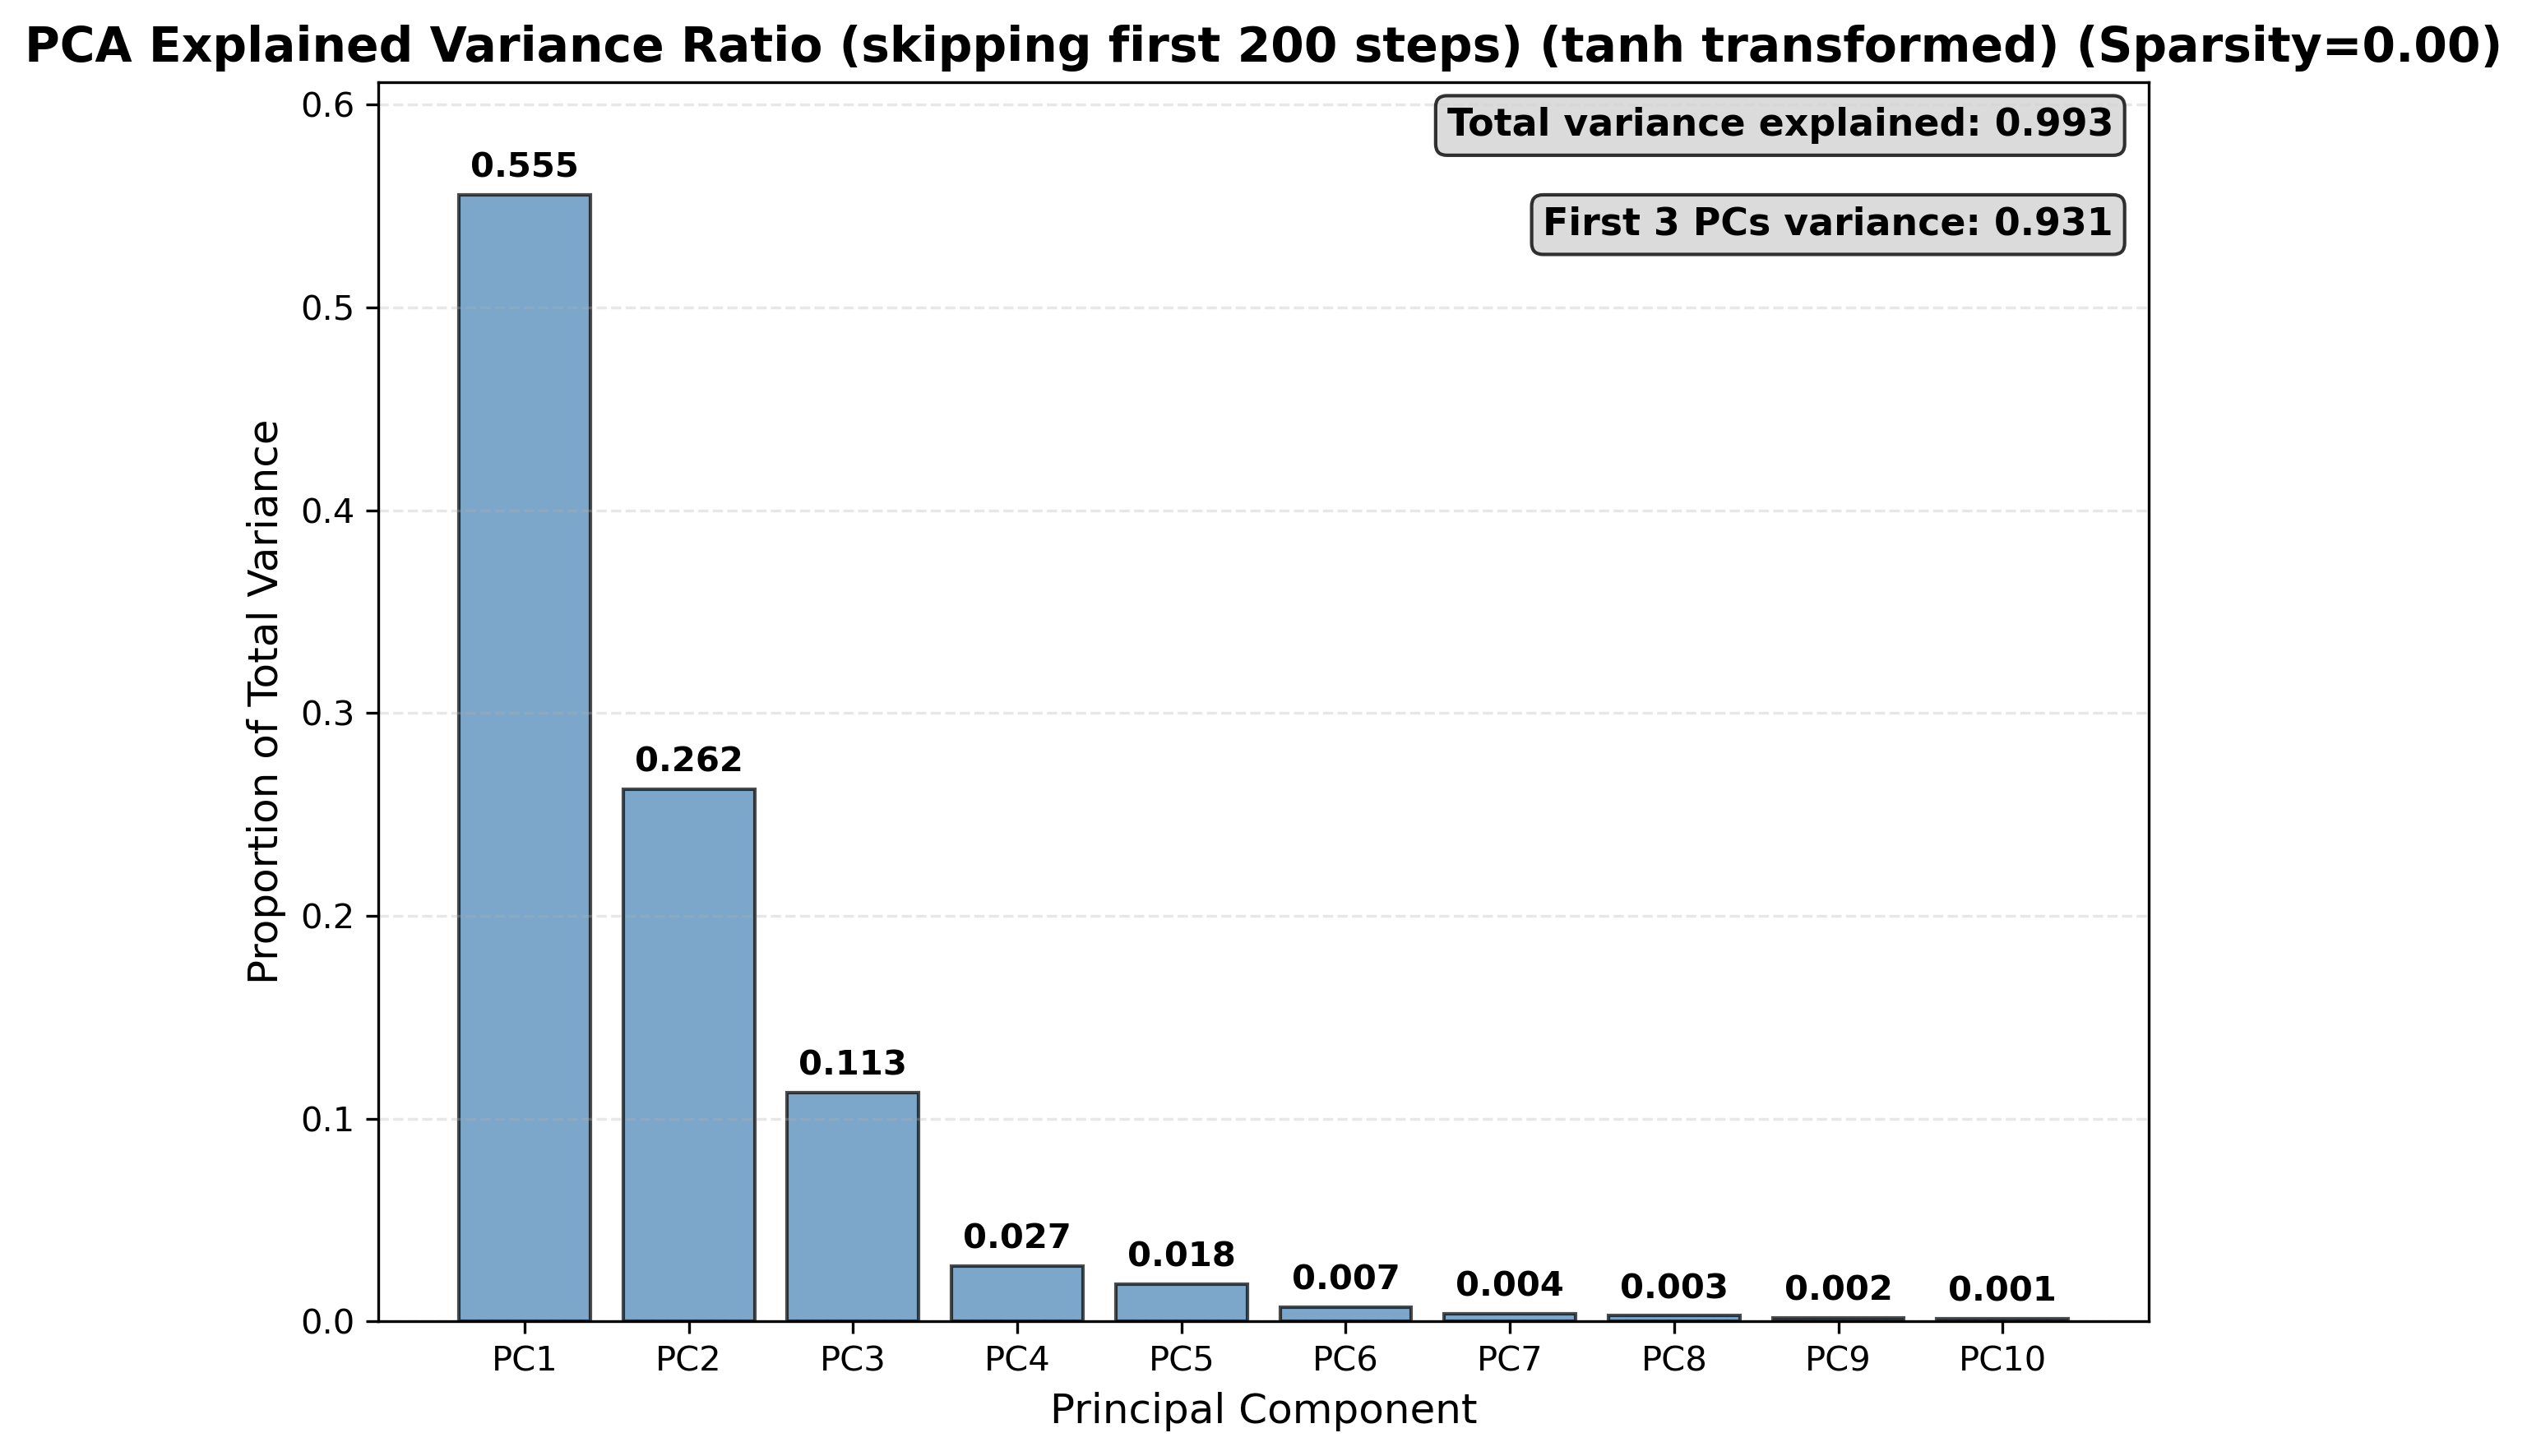 PCA Explained Variance Ratio (skipping first 200 steps) (tanh transformed) (Sparsity=0.00)
Total variance explained: 0.993
First 3 PCs variance: 0.931
Proportion of Total Variance
0.6
0.5
0.4
0.3
0.2
0.1
0.0
0.555
0.262
0.113
0.027
0.018
0.007
0.004
0.003
0.002
0.001
PC1
PC2
PC3
PC4
PC5
PC6
PC7
PC8
PC9
PC10
Principal Component